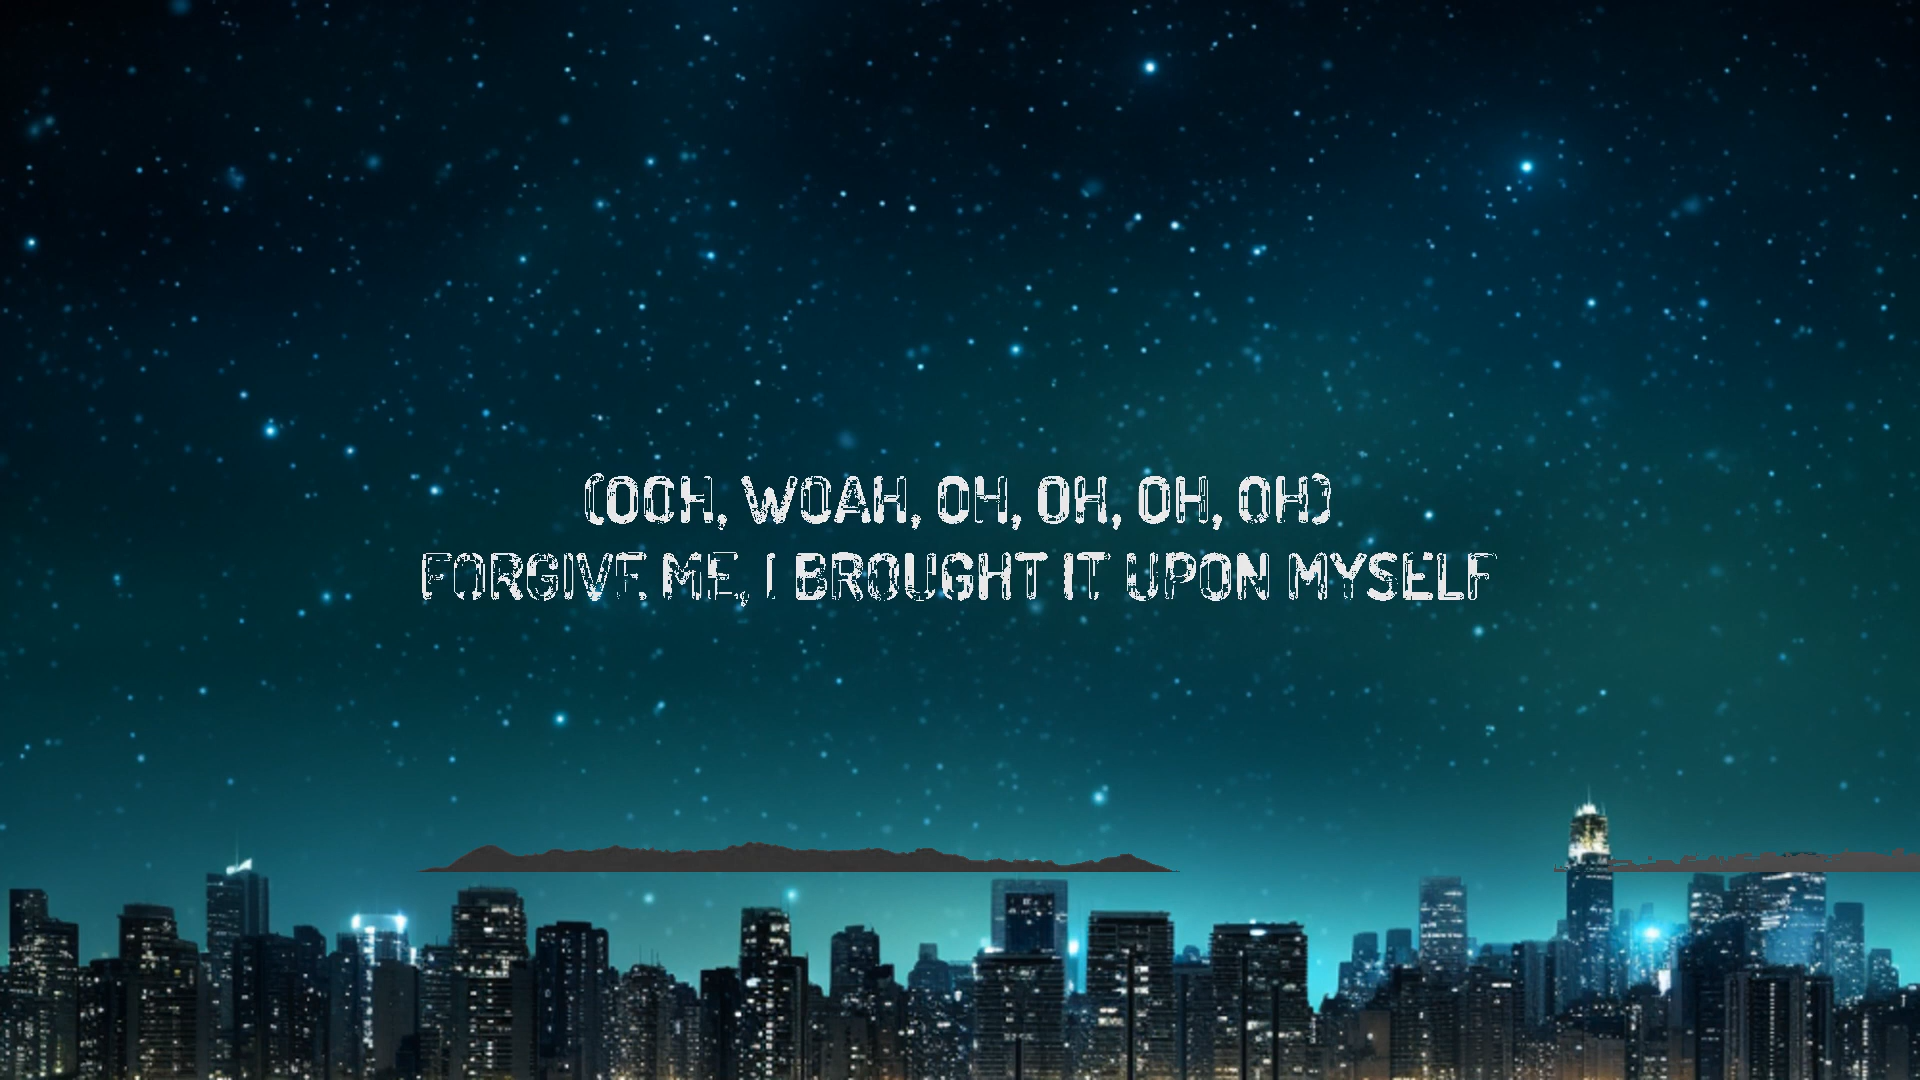 (OOH, WOAH, OH, OH, OH, OH)
FORGIVE ME, I BROUGHT IT UPON MYSELF